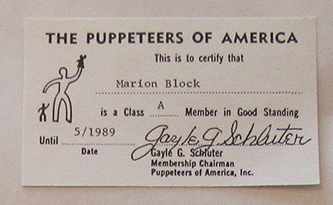 THE PUPPETEERS OF AMERICA
This is to certify that
Marion Block
is a Class A Member in Good Standing
Until 5/1989 Gayle G. Schluter
Date Gayle G. Schluter
Membership Chairman
Puppeteers of America, Inc.